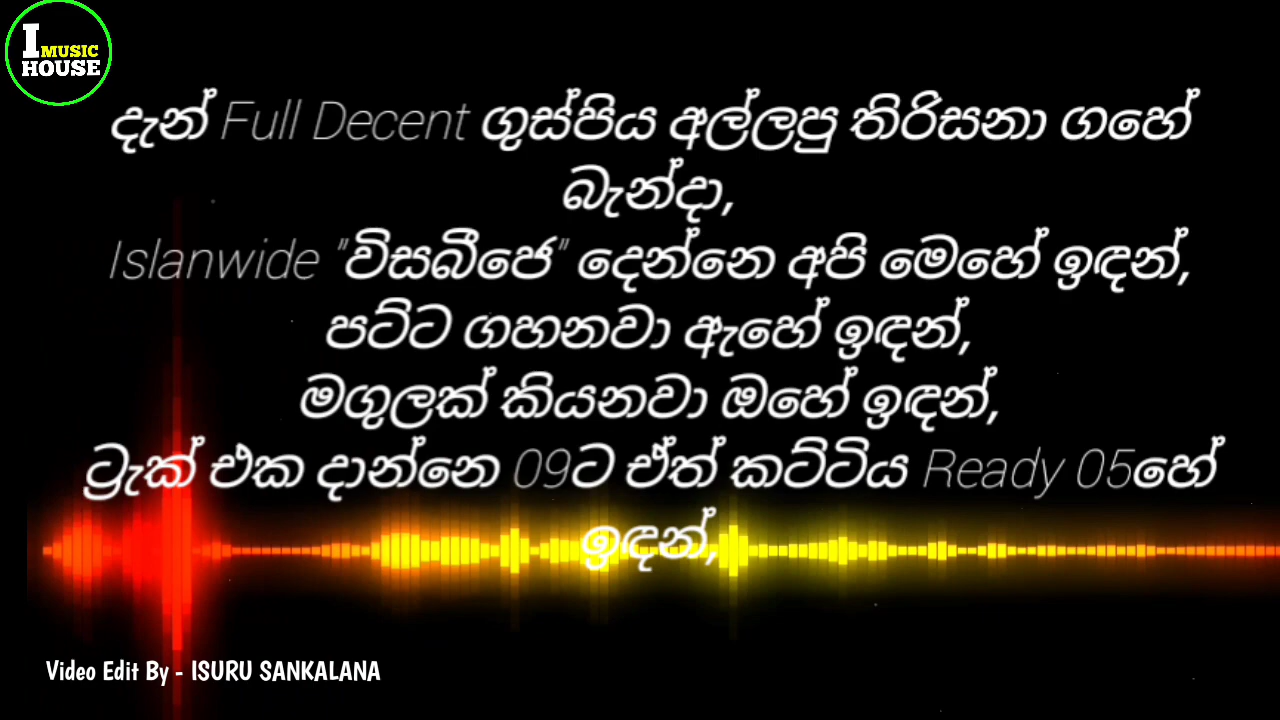 I MUSIC
HOUSE
දැන් Full Decent ගුස්පිය අල්ලපු තිරිසනා ගහේ
බැන්දා,
Islanwide "විසබීජෙ" දෙන්නෙ අපි මෙහේ ඉඳන්,
පට්ට ගහනවා ඇහේ ඉඳන්,
මගුලක් කියනවා ඔහේ ඉඳන්,
ට්‍රැක් එක දාන්නෙ 09ට ඒත් කට්ටිය Ready 05හේ
ඉඳන්,
Video Edit By - ISURU SANKALANA